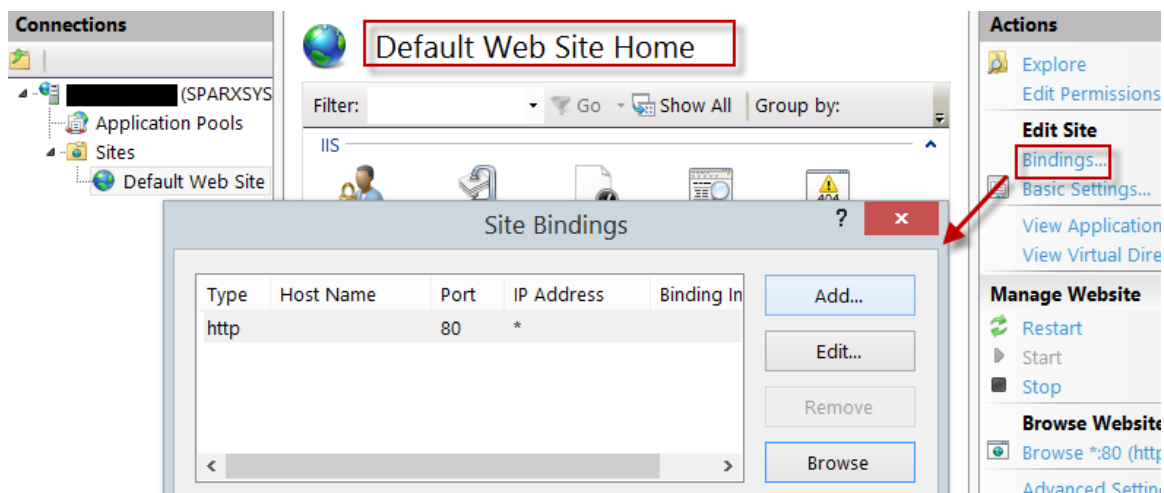 Connections
(SPARXSYS
Application Pools
Sites
Default Web Site
Default Web Site Home
Filter: Go Show All Group by:
IIS
404
Site Bindings ? x
Type Host Name Port IP Address Binding In
http 80 *
Add...
Edit...
Remove
Browse
Actions
Explore
Edit Permissions
Edit Site
Bindings...
Basic Settings...
View Application
View Virtual Dire
Manage Website
Restart
Start
Stop
Browse Website
Browse *:80 (http
Advanced Setting